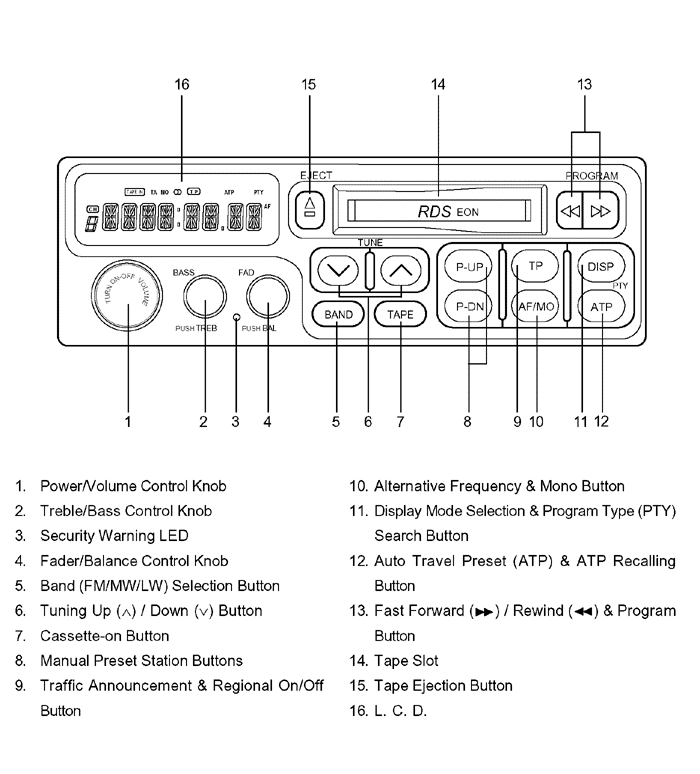 16 15 14 13
EJECT PROGRAM
TAPE IN TA MO TP ATP PTY
CH AF
RDS EON
TUNE
BASS FAD P-UP TP DISP
TURN ON-OFF VOLUME
PTY
BAND TAPE P-DN AF/MO ATP
PUSH TREB PUSH BAL
1 2 3 4 5 6 7 8 9 10 11 12
1. Power/Volume Control Knob
2. Treble/Bass Control Knob
3. Security Warning LED
4. Fader/Balance Control Knob
5. Band (FM/MW/LW) Selection Button
6. Tuning Up (∧) / Down (∨) Button
7. Cassette-on Button
8. Manual Preset Station Buttons
9. Traffic Announcement & Regional On/Off
Button
10. Alternative Frequency & Mono Button
11. Display Mode Selection & Program Type (PTY)
Search Button
12. Auto Travel Preset (ATP) & ATP Recalling
Button
13. Fast Forward (▶▶) / Rewind (◀◀) & Program
Button
14. Tape Slot
15. Tape Ejection Button
16. L. C. D.